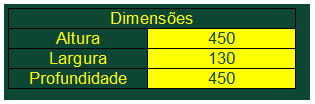 Dimensões
Altura 450
Largura 130
Profundidade 450